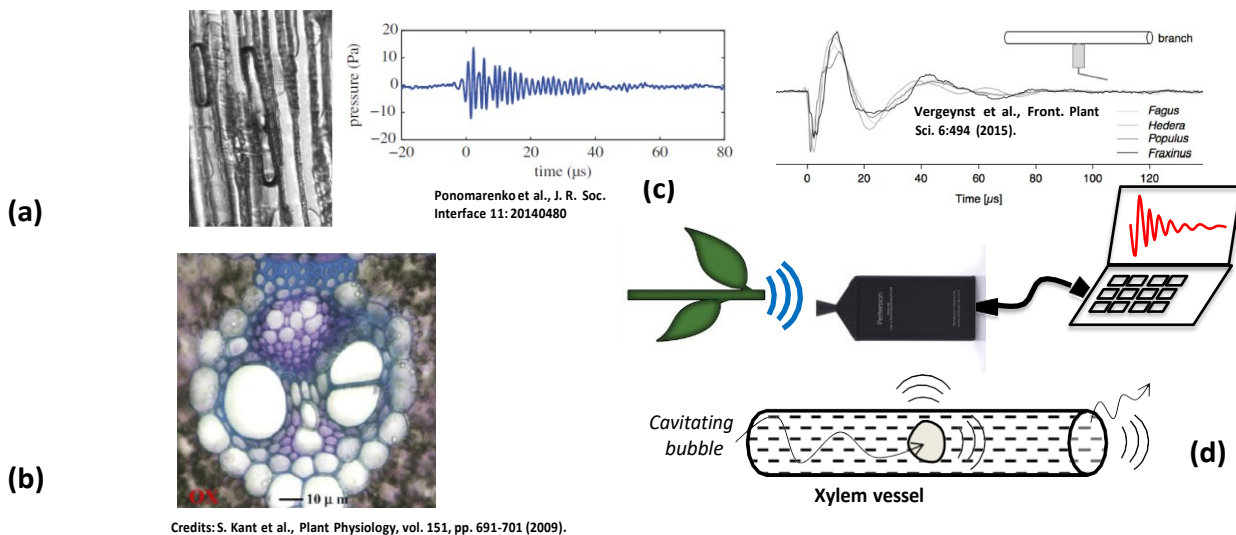 (a)
pressure (Pa)
20
10
0
−10
−20
−20
0
20
40
60
80
time (µs)
Ponomarenko et al., J. R. Soc.
Interface 11: 20140480
(c)
branch
Vergeynst et al., Front. Plant
Sci. 6:494 (2015).
Fagus
Hedera
Populus
Fraxinus
0
20
40
60
80
100
120
Time [µs]
Pettersson
(b)
OX
10 µ m
Credits: S. Kant et al., Plant Physiology, vol. 151, pp. 691-701 (2009).
Cavitating
bubble
Xylem vessel
(d)